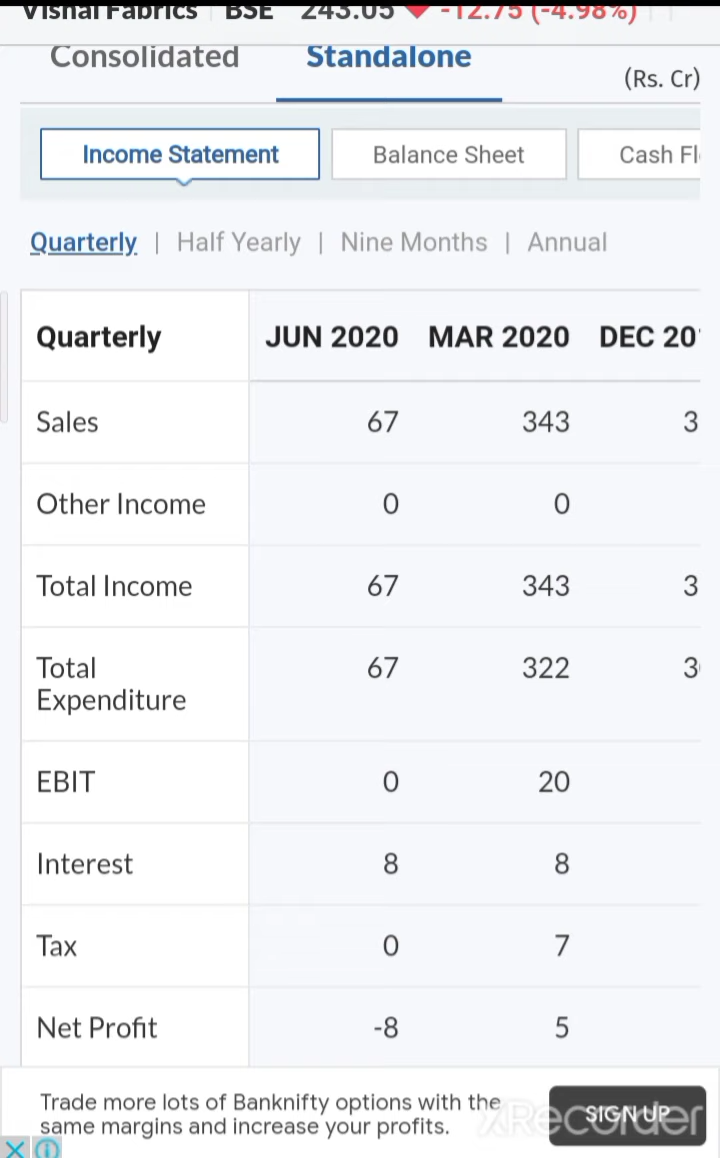 Vishal Fabrics BSE 243.05 -12.75 (-4.98%)
Consolidated Standalone
(Rs. Cr)
Income Statement Balance Sheet Cash Fl
Quarterly | Half Yearly | Nine Months | Annual
Quarterly JUN 2020 MAR 2020 DEC 20
Sales 67 343 3
Other Income 0 0
Total Income 67 343 3
Total 67 322 3
Expenditure
EBIT 0 20
Interest 8 8
Tax 0 7
Net Profit -8 5
Trade more lots of Banknifty options with the
same margins and increase your profits.
SIGN UP
XRecorder